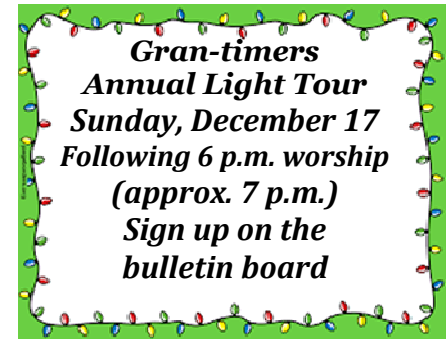 Gran-timers
Annual Light Tour
Sunday, December 17
Following 6 p.m. worship
(approx. 7 p.m.)
Sign up on the
bulletin board